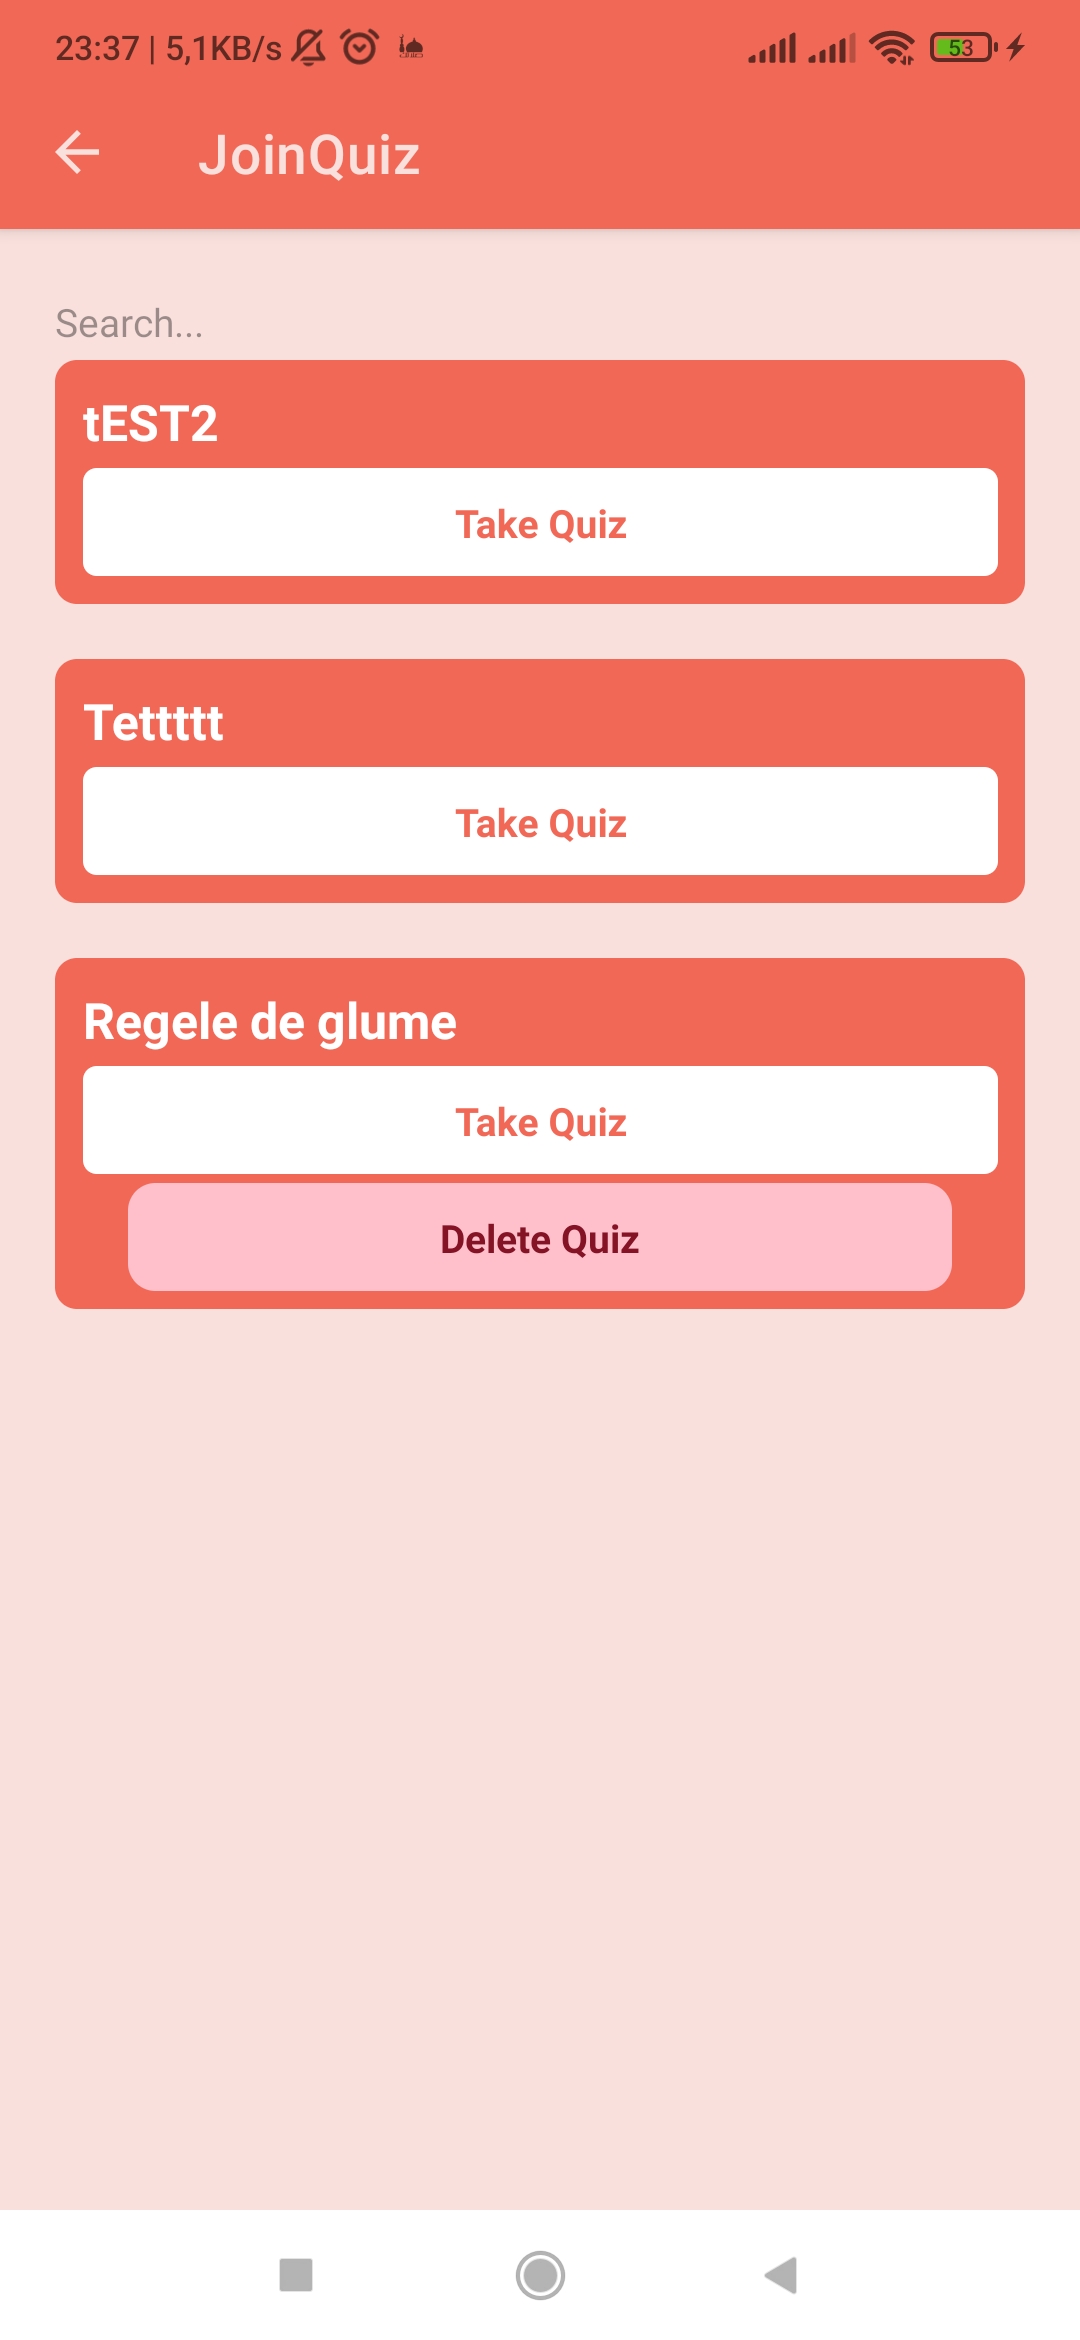 23:37 | 5,1KB/s 53
JoinQuiz
Search...
tEST2
Take Quiz
Tettttt
Take Quiz
Regele de glume
Take Quiz
Delete Quiz